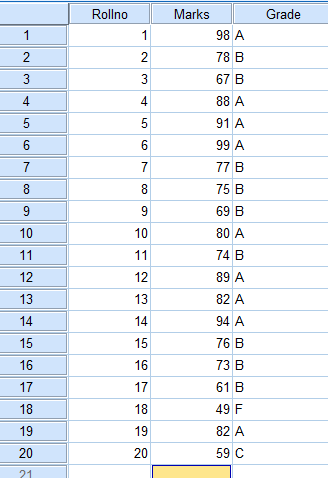 Rollno Marks Grade
1 1 98 A
2 2 78 B
3 3 67 B
4 4 88 A
5 5 91 A
6 6 99 A
7 7 77 B
8 8 75 B
9 9 69 B
10 10 80 A
11 11 74 B
12 12 89 A
13 13 82 A
14 14 94 A
15 15 76 B
16 16 73 B
17 17 61 B
18 18 49 F
19 19 82 A
20 20 59 C
21